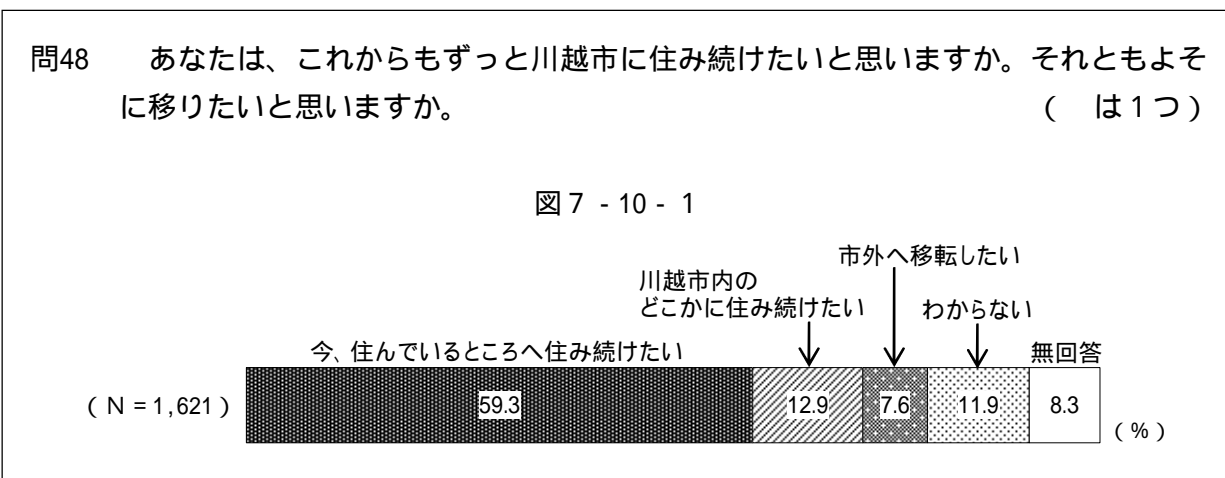 問48　　あなたは、これからもずっと川越市に住み続けたいと思いますか。それともよそ
に移りたいと思いますか。　　（　は１つ）
図７-10-１
市外へ移転したい
川越市内の
どこかに住み続けたい
わからない
今、住んでいるところへ住み続けたい
無回答
（Ｎ=1,621）
59.3　12.9　7.6　11.9　8.3
（％）